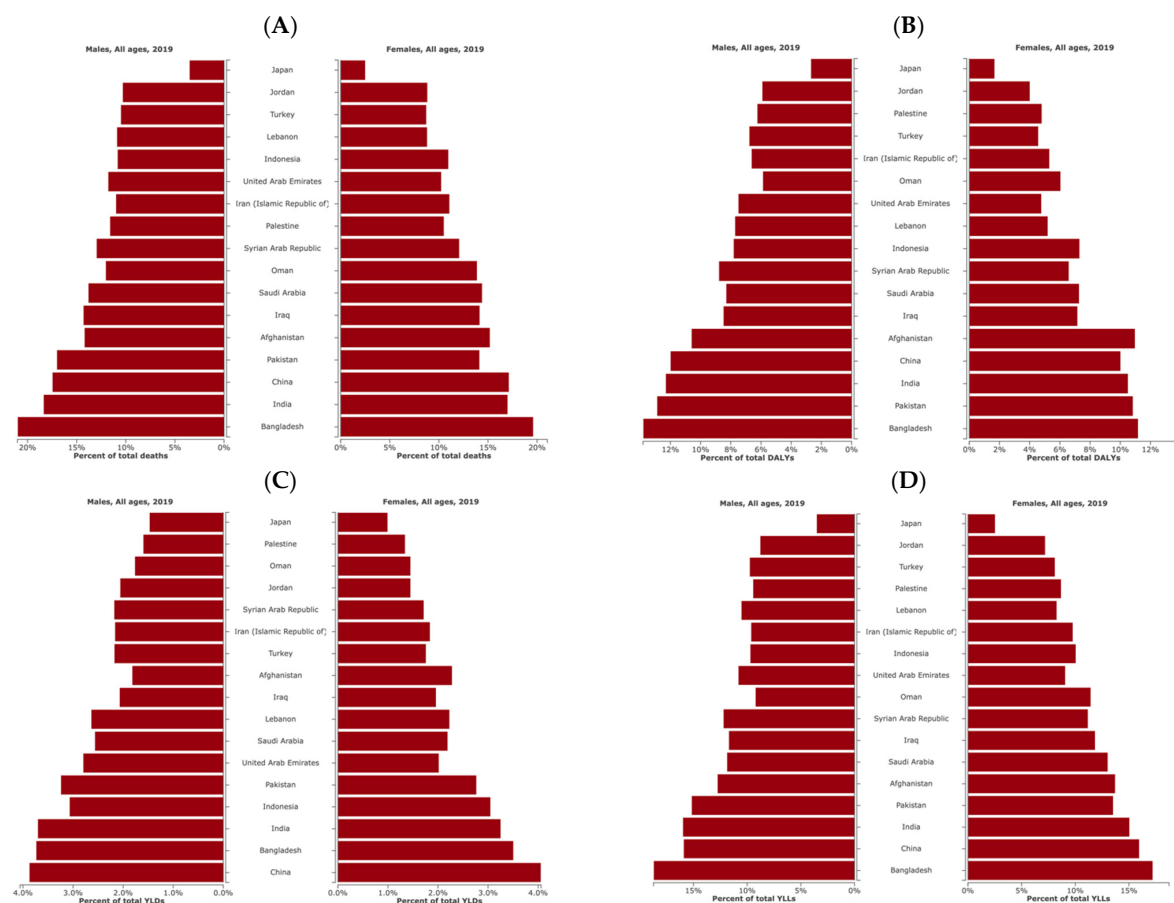 (A)
Males, All ages, 2019
Females, All ages, 2019
Japan
Jordan
Turkey
Lebanon
Indonesia
United Arab Emirates
Iran (Islamic Republic of)
Palestine
Syrian Arab Republic
Oman
Saudi Arabia
Iraq
Afghanistan
Pakistan
China
India
Bangladesh
20% 15% 10% 5% 0% 0% 5% 10% 15% 20%
Percent of total deaths
Percent of total deaths
(B)
Males, All ages, 2019
Females, All ages, 2019
Japan
Jordan
Palestine
Turkey
Iran (Islamic Republic of)
Oman
United Arab Emirates
Lebanon
Indonesia
Syrian Arab Republic
Saudi Arabia
Iraq
Afghanistan
China
India
Pakistan
Bangladesh
12% 10% 8% 6% 4% 2% 0% 0% 2% 4% 6% 8% 10% 12%
Percent of total DALYs
Percent of total DALYs
(C)
Males, All ages, 2019
Females, All ages, 2019
Japan
Palestine
Oman
Jordan
Syrian Arab Republic
Iran (Islamic Republic of)
Turkey
Afghanistan
Iraq
Lebanon
Saudi Arabia
United Arab Emirates
Pakistan
Indonesia
India
Bangladesh
China
4.0% 3.0% 2.0% 1.0% 0.0% 0.0% 1.0% 2.0% 3.0% 4.0%
Percent of total YLDs
Percent of total YLDs
(D)
Males, All ages, 2019
Females, All ages, 2019
Japan
Jordan
Turkey
Palestine
Lebanon
Iran (Islamic Republic of)
Indonesia
United Arab Emirates
Oman
Syrian Arab Republic
Iraq
Saudi Arabia
Afghanistan
Pakistan
India
China
Bangladesh
15% 10% 5% 0% 0% 5% 10% 15%
Percent of total YLLs
Percent of total YLLs